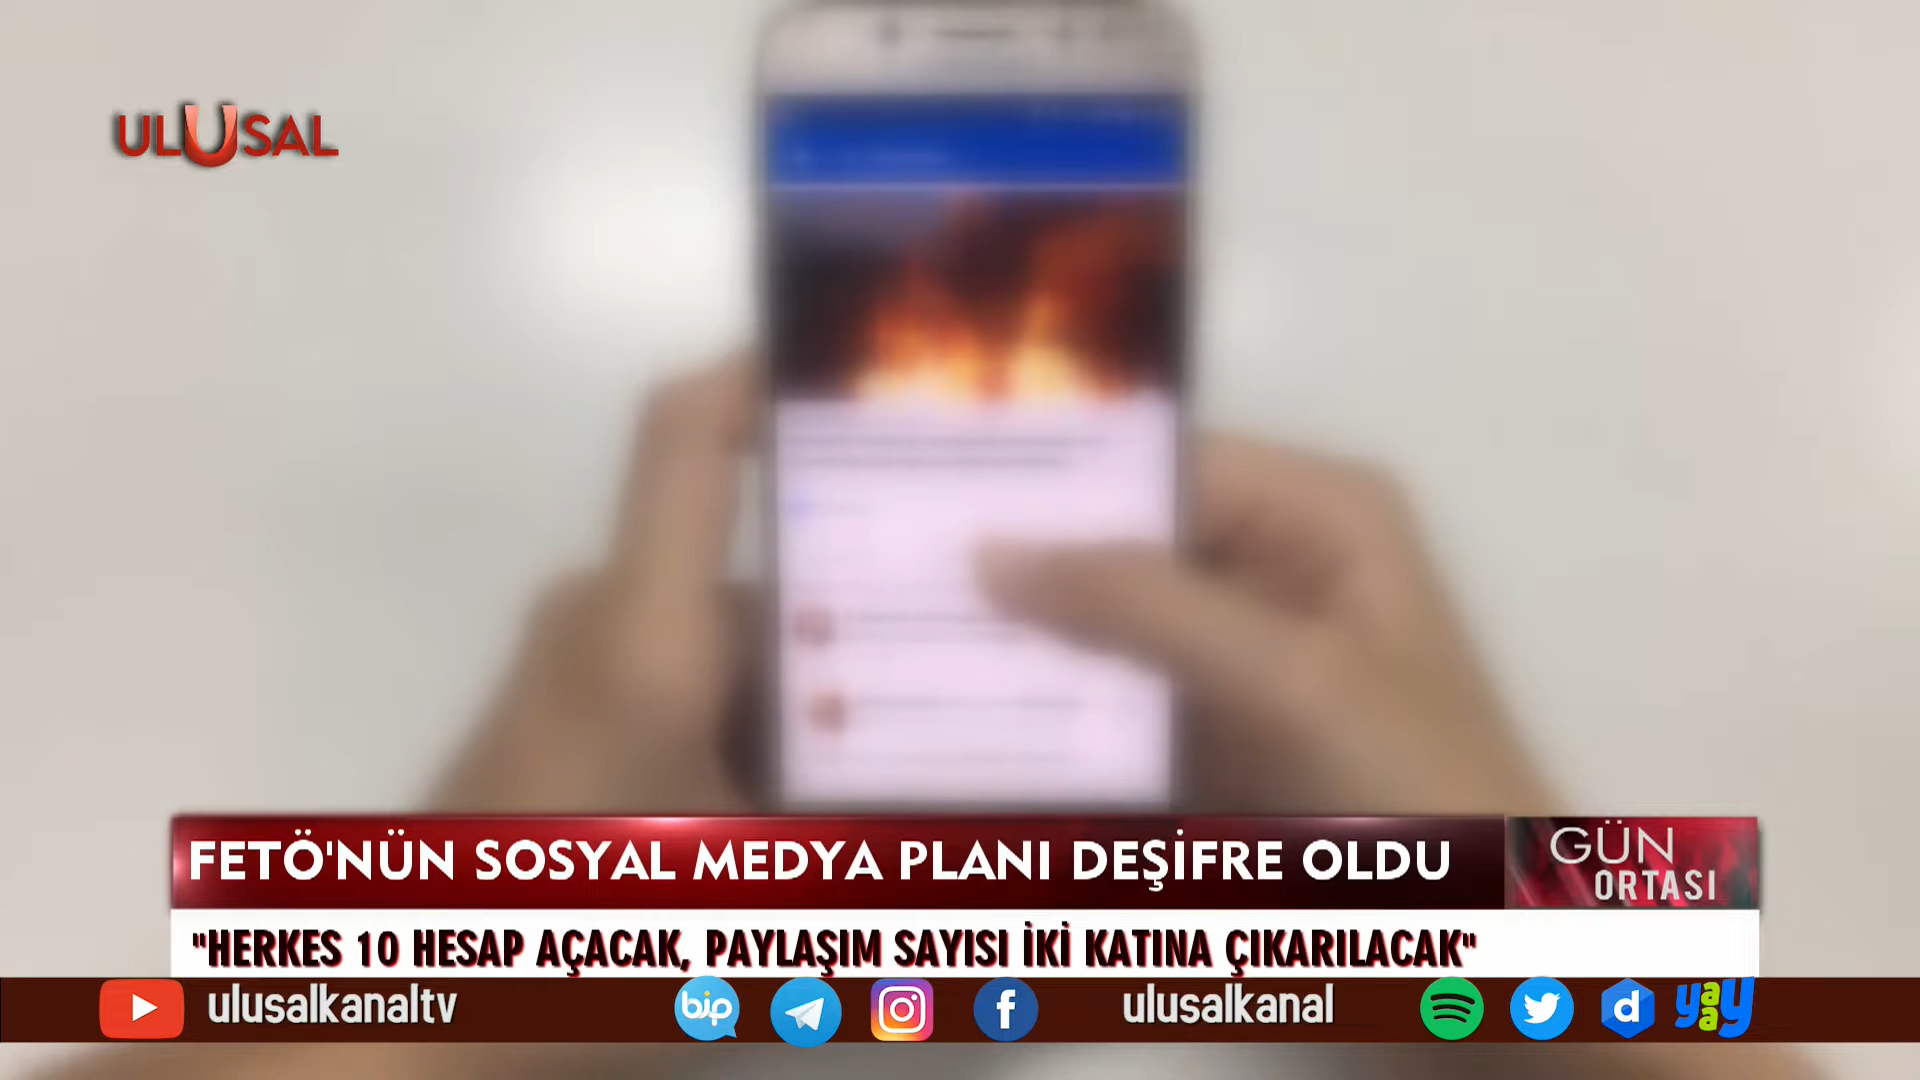 ULUSAL
FETÖ'NÜN SOSYAL MEDYA PLANI DEŞİFRE OLDU
GÜN
ORTASI
"HERKES 10 HESAP AÇACAK, PAYLAŞIM SAYISI İKİ KATINA ÇIKARILACAK"
ulusalkanaltv
bip
ulusalkanal
d
yaay